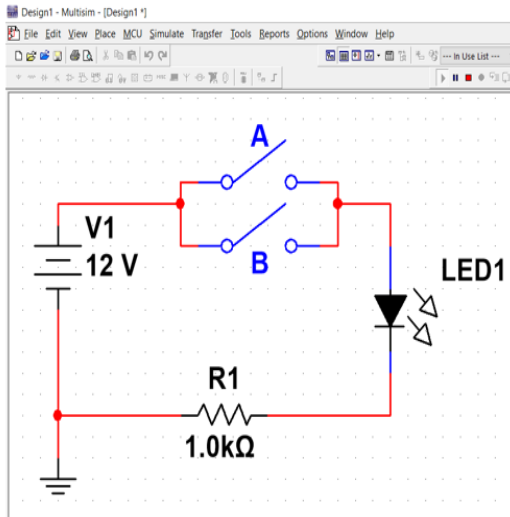 Design1 - Multisim - [Design1 *]
File Edit View Place MCU Simulate Transfer Tools Reports Options Window Help
--- In Use List ---
A
V1
12 V
B
LED1
R1
1.0kΩ